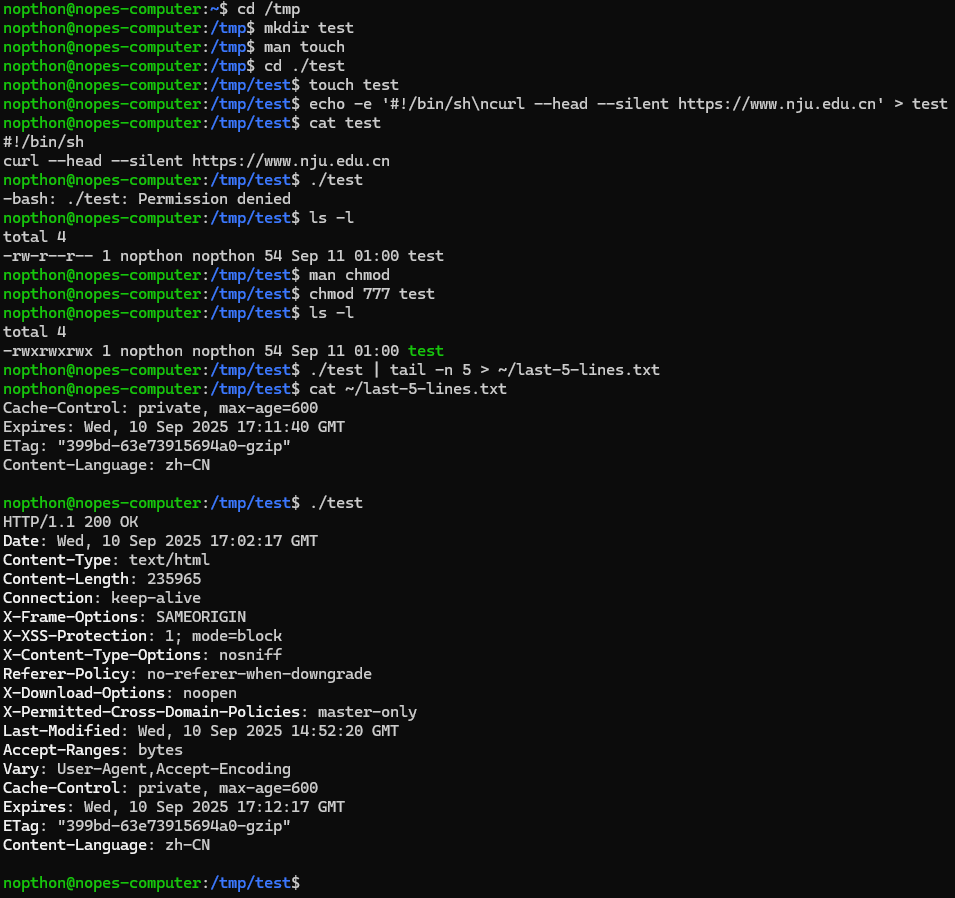 nopthon@nopes-computer:~$ cd /tmp
nopthon@nopes-computer:/tmp$ mkdir test
nopthon@nopes-computer:/tmp$ man touch
nopthon@nopes-computer:/tmp$ cd ./test
nopthon@nopes-computer:/tmp/test$ touch test
nopthon@nopes-computer:/tmp/test$ echo -e '#!/bin/sh\ncurl --head --silent https://www.nju.edu.cn' > test
nopthon@nopes-computer:/tmp/test$ cat test
#!/bin/sh
curl --head --silent https://www.nju.edu.cn
nopthon@nopes-computer:/tmp/test$ ./test
-bash: ./test: Permission denied
nopthon@nopes-computer:/tmp/test$ ls -l
total 4
-rw-r--r-- 1 nopthon nopthon 54 Sep 11 01:00 test
nopthon@nopes-computer:/tmp/test$ man chmod
nopthon@nopes-computer:/tmp/test$ chmod 777 test
nopthon@nopes-computer:/tmp/test$ ls -l
total 4
-rwxrwxrwx 1 nopthon nopthon 54 Sep 11 01:00 test
nopthon@nopes-computer:/tmp/test$ ./test | tail -n 5 > ~/last-5-lines.txt
nopthon@nopes-computer:/tmp/test$ cat ~/last-5-lines.txt
Cache-Control: private, max-age=600
Expires: Wed, 10 Sep 2025 17:11:40 GMT
ETag: "399bd-63e73915694a0-gzip"
Content-Language: zh-CN

nopthon@nopes-computer:/tmp/test$ ./test
HTTP/1.1 200 OK
Date: Wed, 10 Sep 2025 17:02:17 GMT
Content-Type: text/html
Content-Length: 235965
Connection: keep-alive
X-Frame-Options: SAMEORIGIN
X-XSS-Protection: 1; mode=block
X-Content-Type-Options: nosniff
Referer-Policy: no-referer-when-downgrade
X-Download-Options: noopen
X-Permitted-Cross-Domain-Policies: master-only
Last-Modified: Wed, 10 Sep 2025 14:52:20 GMT
Accept-Ranges: bytes
Vary: User-Agent,Accept-Encoding
Cache-Control: private, max-age=600
Expires: Wed, 10 Sep 2025 17:12:17 GMT
ETag: "399bd-63e73915694a0-gzip"
Content-Language: zh-CN

nopthon@nopes-computer:/tmp/test$